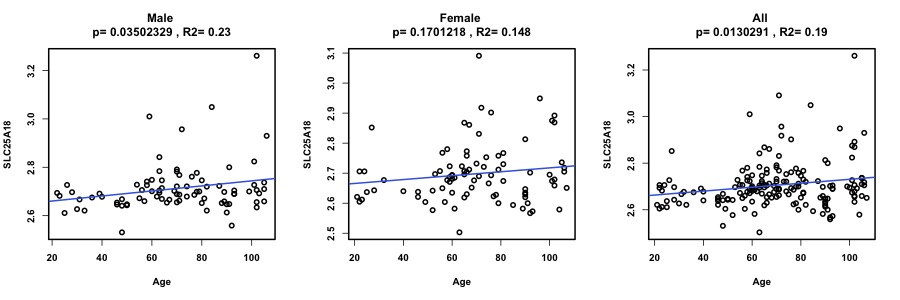 Male
p= 0.03502329 , R2= 0.23
SLC25A18
3.2
3.0
2.8
2.6
20 40 60 80 100
Age
Female
p= 0.1701218 , R2= 0.148
SLC25A18
3.1
3.0
2.9
2.8
2.7
2.6
2.5
20 40 60 80 100
Age
All
p= 0.0130291 , R2= 0.19
SLC25A18
3.2
3.0
2.8
2.6
20 40 60 80 100
Age